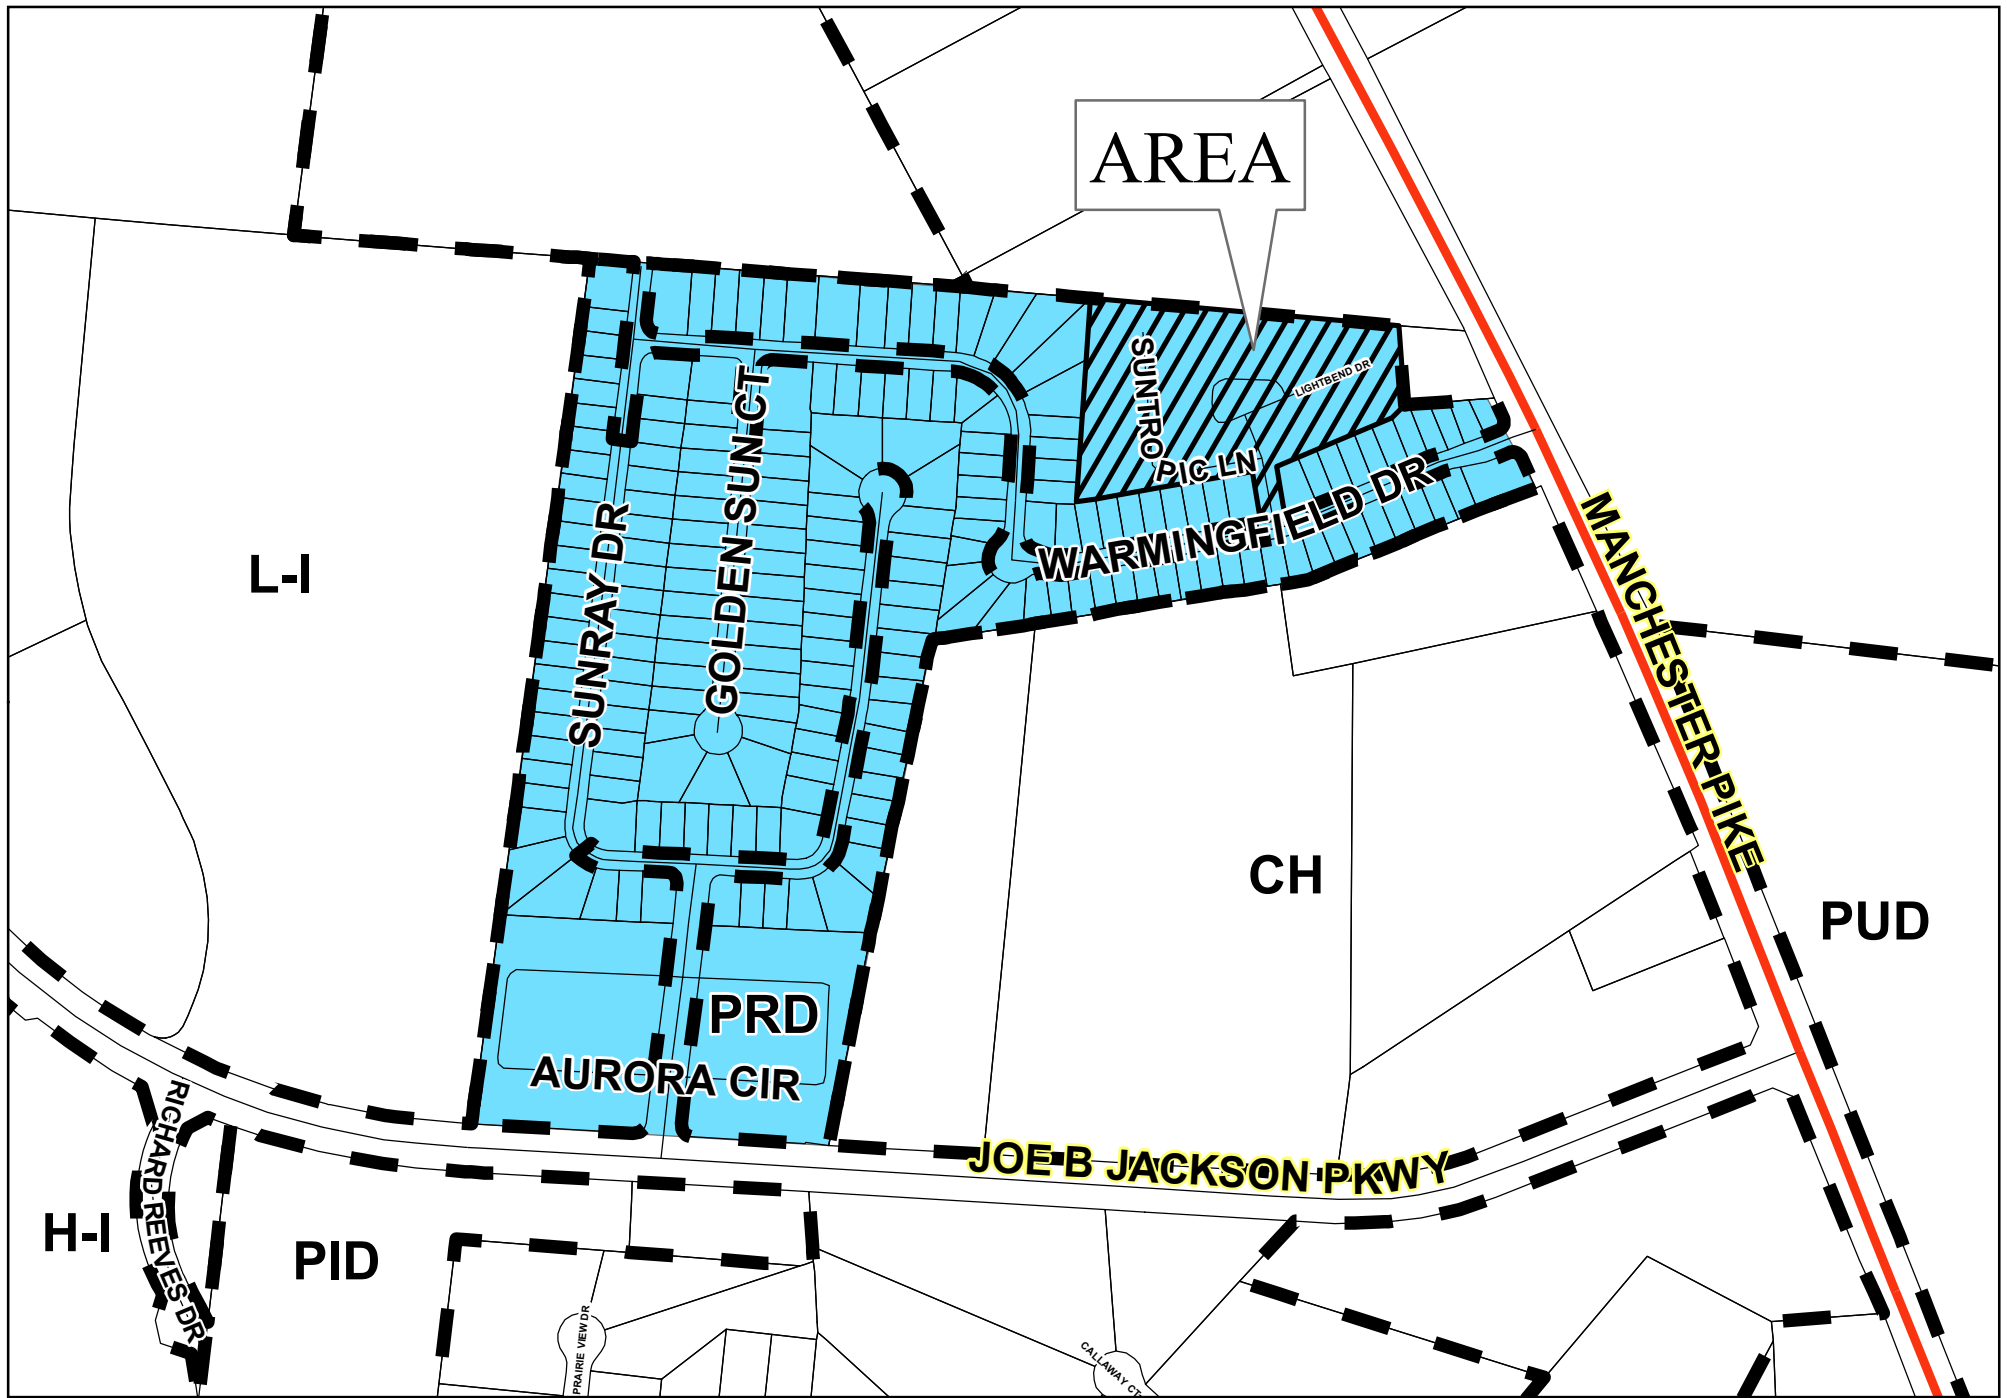 AREA
SUNTRO
PIC LN
LIGHTBEND DR
WARMINGFIELD DR
GOLDEN SUN CT
SUNRAY DR
MANCHESTER PIKE
L-I
CH
PUD
PRD
AURORA CIR
JOE B JACKSON PKWY
RICHARD REEVES DR
H-I
PID
PRAIRIE VIEW DR
CALLAWAY CT